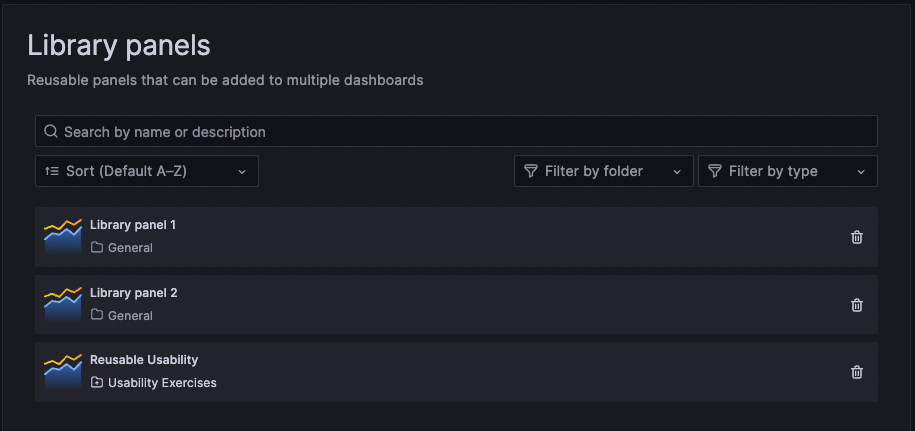 Library panels
Reusable panels that can be added to multiple dashboards
Search by name or description
Sort (Default A–Z)
Filter by folder
Filter by type
Library panel 1
General
Library panel 2
General
Reusable Usability
Usability Exercises